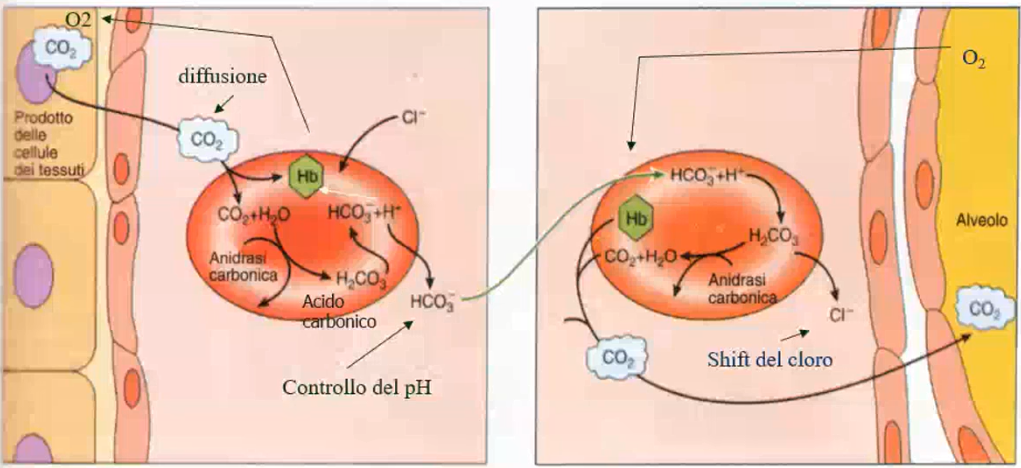 O2
CO₂
diffusione
Prodotto
delle
cellule
dei tessuti
CO₂
Cl⁻
Hb
CO₂+H₂O
HCO₃⁻+H⁺
Anidrasi
carbonica
H₂CO₃
Acido
carbonico
HCO₃⁻
Controllo del pH
O₂
HCO₃⁻+H⁺
Hb
H₂CO₃
CO₂+H₂O
Anidrasi
carbonica
Alveolo
Cl⁻
CO₂
CO₂
Shift del cloro